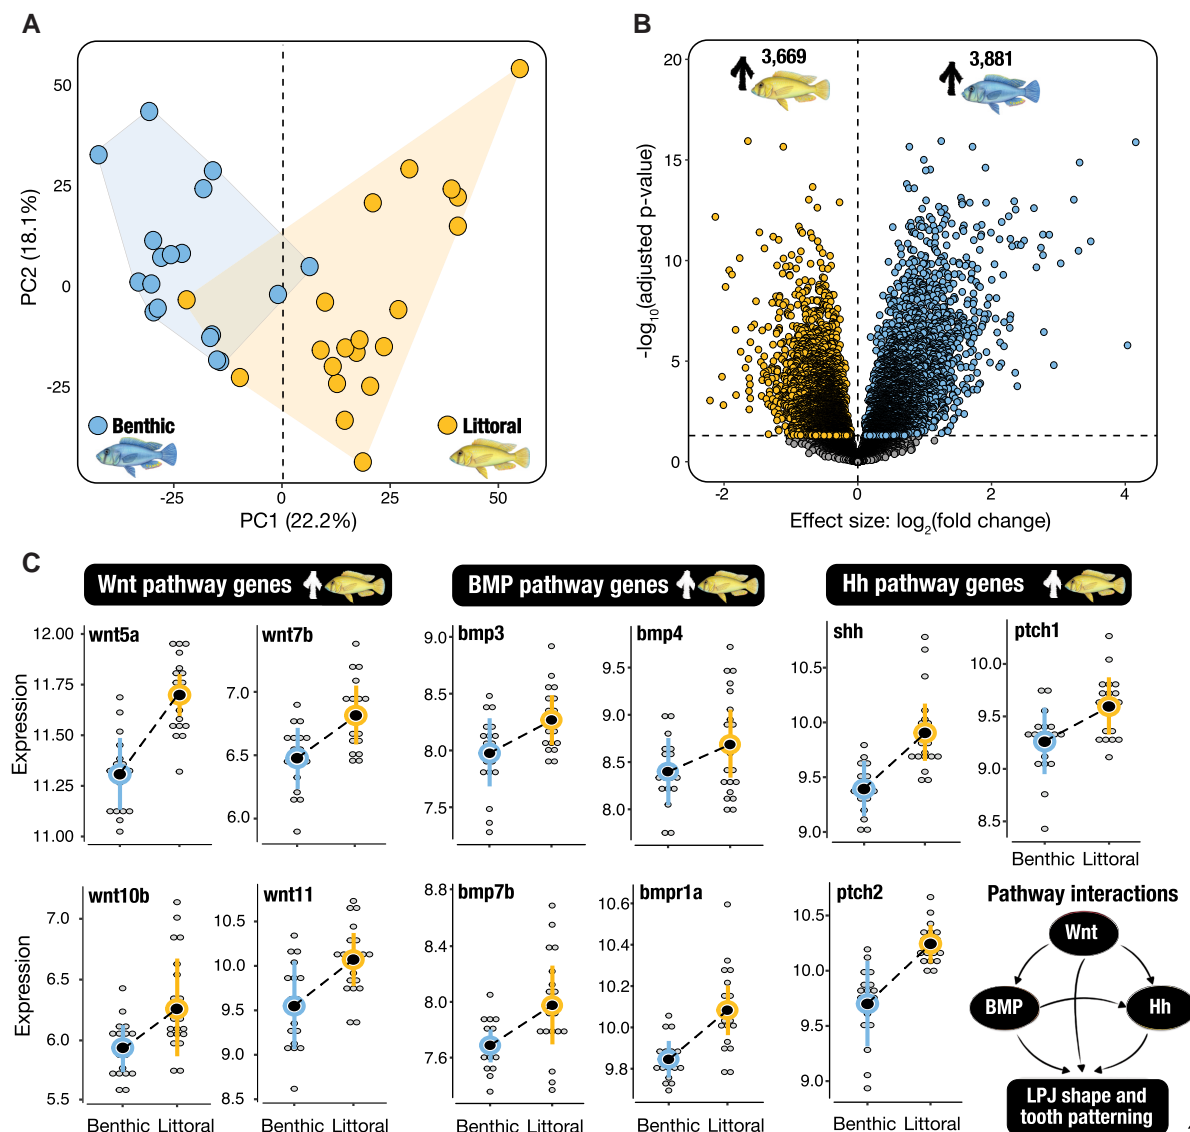 A
50
25
0
-25
PC2 (18.1%)
Benthic
Littoral
-25
0
25
50
PC1 (22.2%)
B
20
15
10
5
0
-log10(adjusted p-value)
3,669
3,881
-2
0
2
4
Effect size: log2(fold change)
C
Wnt pathway genes
BMP pathway genes
Hh pathway genes
Expression
wnt5a
12.00
11.75
11.50
11.25
11.00
wnt7b
7.0
6.5
6.0
bmp3
9.0
8.5
8.0
7.5
bmp4
9.5
9.0
8.5
8.0
shh
10.5
10.0
9.5
9.0
ptch1
10.0
9.5
9.0
8.5
Benthic Littoral
Expression
wnt10b
7.0
6.5
6.0
5.5
Benthic Littoral
wnt11
10.5
10.0
9.5
9.0
8.5
Benthic Littoral
bmp7b
8.8
8.4
8.0
7.6
Benthic Littoral
bmpr1a
10.6
10.4
10.2
10.0
9.8
Benthic Littoral
ptch2
10.5
10.0
9.5
9.0
Benthic Littoral
Pathway interactions
Wnt
BMP
Hh
LPJ shape and
tooth patterning